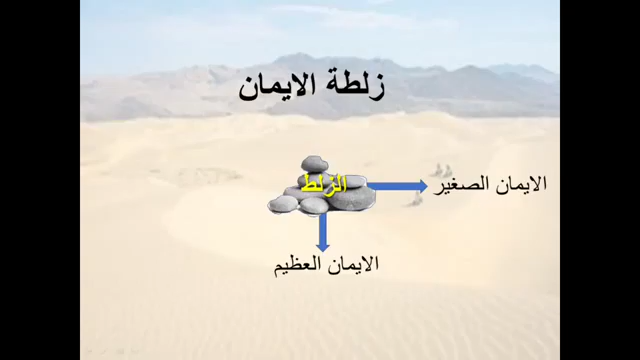 زلطة الايمان
الزلط
الايمان الصغير
الايمان العظيم